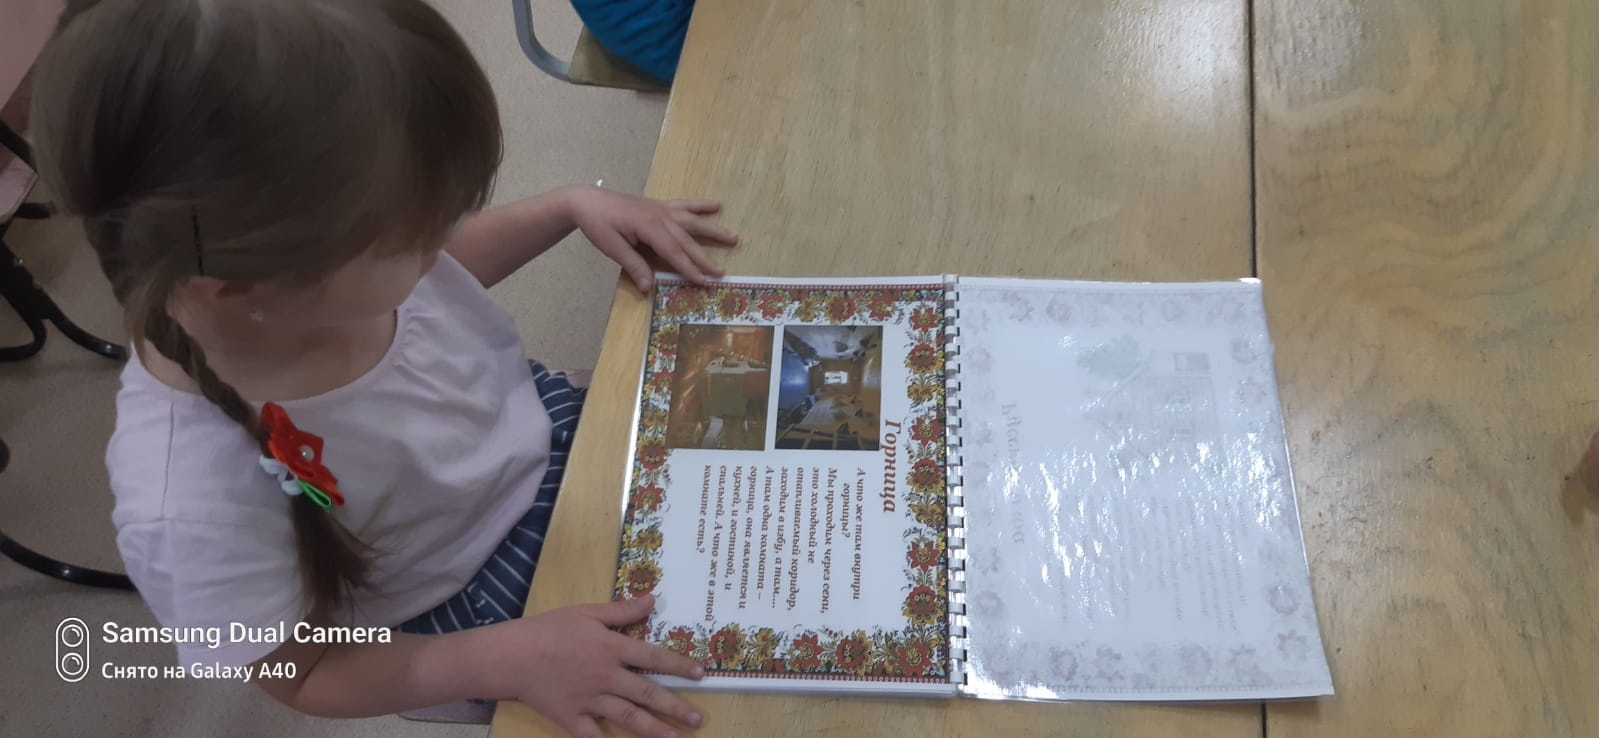 Горница
А что же там внутри
горницы?
Мы проходим через сени,
это холодный не
отапливаемый коридор,
заходим в избу, а там....
А там одна комната –
горница, она является и
кухней, и гостиной, и
спальней. А что же в этой
комнате есть?
Samsung Dual Camera
Снято на Galaxy A40